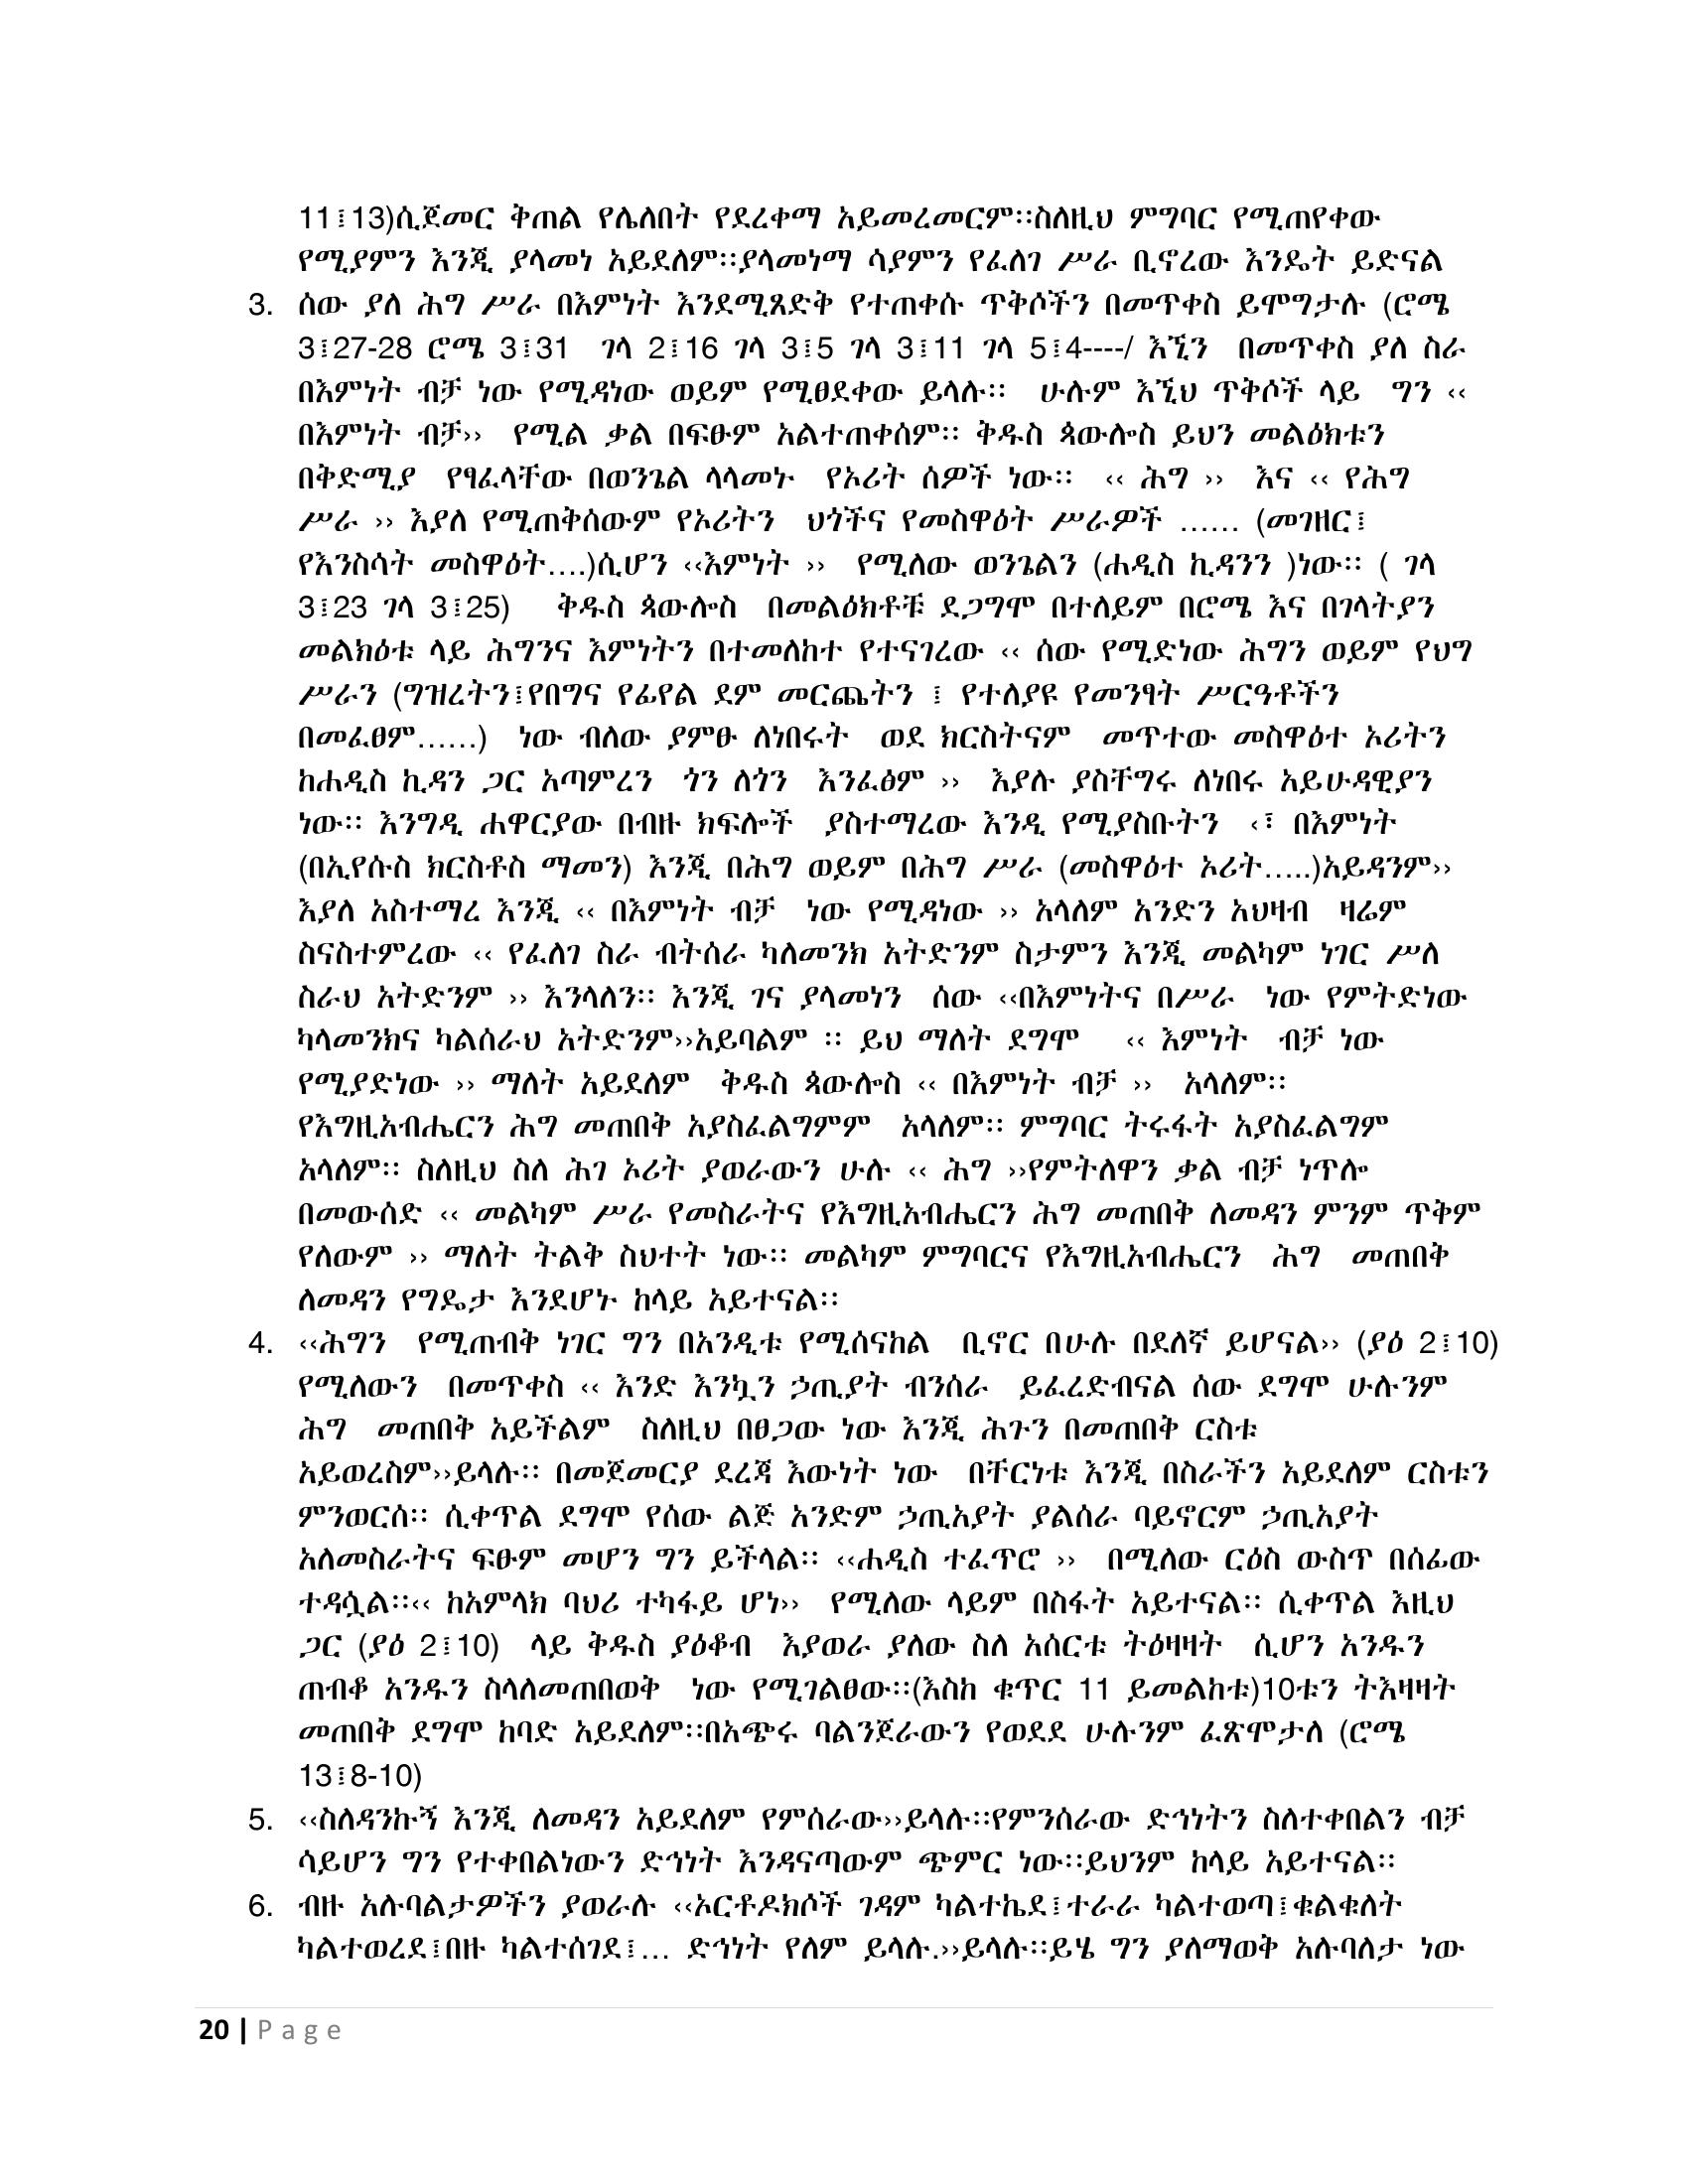 11፤13)ሲጀመር ቅጠል የሌለበት የደረቀማ አይመረመርም፡፡ስለዚህ ምግባር የሚጠየቀው
የሚያምን እንጂ ያላመነ አይደለም፡፡ያላመነማ ሳያምን የፈለገ ሥራ ቢኖረው እንዴት ይድናል
3. ሰው ያለ ሕግ ሥራ በእምነት እንደሚጸድቅ የተጠቀሱ ጥቅሶችን በመጥቀስ ይሞግታሉ (ሮሜ
3፤27-28 ሮሜ 3፤31 ገላ 2፤16 ገላ 3፤5 ገላ 3፤11 ገላ 5፤4----/ እኚን በመጥቀስ ያለ ስራ
በእምነት ብቻ ነው የሚዳነው ወይም የሚፀደቀው ይላሉ፡፡ ሁሉም እኚህ ጥቅሶች ላይ ግን ‹‹
በእምነት ብቻ›› የሚል ቃል በፍፁም አልተጠቀሰም፡፡ ቅዱስ ጳውሎስ ይህን መልዕክቱን
በቅድሚያ የፃፈላቸው በወንጌል ላላመኑ የኦሪት ሰዎች ነው፡፡ ‹‹ ሕግ ›› እና ‹‹ የሕግ
ሥራ ›› እያለ የሚጠቅሰውም የኦሪትን ህጎችና የመስዋዕት ሥራዎች …… (መገዘር፤
የእንስሳት መስዋዕት….)ሲሆን ‹‹እምነት ›› የሚለው ወንጌልን (ሐዲስ ኪዳንን )ነው፡፡ ( ገላ
3፤23 ገላ 3፤25) ቅዱስ ጳውሎስ በመልዕክቶቹ ደጋግሞ በተለይም በሮሜ እና በገላትያን
መልክዕቱ ላይ ሕግንና እምነትን በተመለከተ የተናገረው ‹‹ ሰው የሚድነው ሕግን ወይም የህግ
ሥራን (ግዝረትን፤የበግና የፊየል ደም መርጨትን ፤ የተለያዩ የመንፃት ሥርዓቶችን
በመፈፀም……) ነው ብለው ያምፁ ለነበሩት ወደ ክርስትናም መጥተው መስዋዕተ ኦሪትን
ከሐዲስ ኪዳን ጋር አጣምረን ጎን ለጎን እንፈፅም ›› እያሉ ያስቸግሩ ለነበሩ አይሁዳዊያን
ነው፡፡ እንግዲ ሐዋርያው በብዙ ክፍሎች ያስተማረው እንዲ የሚያስቡትን ‹፣ በእምነት
(በኢየሱስ ክርስቶስ ማመን) እንጂ በሕግ ወይም በሕግ ሥራ (መስዋዕተ ኦሪት…..)አይዳንም››
እያለ አስተማረ እንጂ ‹‹ በእምነት ብቻ ነው የሚዳነው ›› አላለም አንድን አህዛብ ዛሬም
ስናስተምረው ‹‹ የፈለገ ስራ ብትሰራ ካለመንክ አትድንም ስታምን እንጂ መልካም ነገር ሥለ
ስራህ አትድንም ›› እንላለን፡፡ እንጂ ገና ያላመነን ሰው ‹‹በእምነትና በሥራ ነው የምትድነው
ካላመንክና ካልሰራህ አትድንም››አይባልም ፡፡ ይህ ማለት ደግሞ ‹‹ እምነት ብቻ ነው
የሚያድነው ›› ማለት አይደለም ቅዱስ ጳውሎስ ‹‹ በእምነት ብቻ ›› አላለም፡፡
የእግዚአብሔርን ሕግ መጠበቅ አያስፈልግምም አላለም፡፡ ምግባር ትሩፋት አያስፈልግም
አላለም፡፡ ስለዚህ ስለ ሕገ ኦሪት ያወራውን ሁሉ ‹‹ ሕግ ››የምትለዋን ቃል ብቻ ነጥሎ
በመውሰድ ‹‹ መልካም ሥራ የመስራትና የእግዚአብሔርን ሕግ መጠበቅ ለመዳን ምንም ጥቅም
የለውም ›› ማለት ትልቅ ስህተት ነው፡፡ መልካም ምግባርና የእግዚአብሔርን ሕግ መጠበቅ
ለመዳን የግዴታ እንደሆኑ ከላይ አይተናል፡፡
4. ‹‹ሕግን የሚጠብቅ ነገር ግን በአንዲቱ የሚሰናከል ቢኖር በሁሉ በደለኛ ይሆናል›› (ያዕ 2፤10)
የሚለውን በመጥቀስ ‹‹ እንድ እንኳን ኃጢያት ብንሰራ ይፈረድብናል ሰው ደግሞ ሁሉንም
ሕግ መጠበቅ አይችልም ስለዚህ በፀጋው ነው እንጂ ሕጉን በመጠበቅ ርስቱ
አይወረስም››ይላሉ፡፡ በመጀመርያ ደረጃ እውነት ነው በቸርነቱ እንጂ በስራችን አይደለም ርስቱን
ምንወርሰ፡፡ ሲቀጥል ደግሞ የሰው ልጅ አንድም ኃጢአያት ያልሰራ ባይኖርም ኃጢአያት
አለመስራትና ፍፁም መሆን ግን ይችላል፡፡ ‹‹ሐዲስ ተፈጥሮ ›› በሚለው ርዕስ ውስጥ በሰፊው
ተዳሷል፡፡‹‹ ከአምላክ ባህሪ ተካፋይ ሆነ›› የሚለው ላይም በስፋት አይተናል፡፡ ሲቀጥል እዚህ
ጋር (ያዕ 2፤10) ላይ ቅዱስ ያዕቆብ እያወራ ያለው ስለ አሰርቱ ትዕዛዛት ሲሆን አንዱን
ጠብቆ አንዱን ስላለመጠበወቅ ነው የሚገልፀው፡፡(እስከ ቁጥር 11 ይመልከቱ)10ቱን ትእዛዛት
መጠበቅ ደግሞ ከባድ አይደለም፡፡በአጭሩ ባልንጀራውን የወደደ ሁሉንም ፈጽሞታለ (ሮሜ
13፤8-10)
5. ‹‹ስለዳንኩኝ እንጂ ለመዳን አይደለም የምሰራው››ይላሉ፡፡የምንሰራው ድኅነትን ስለተቀበልን ብቻ
ሳይሆን ግን የተቀበልነውን ድኅነት እንዳናጣውም ጭምር ነው፡፡ይህንም ከላይ አይተናል፡፡
6. ብዙ አሉባልታዎችን ያወራሉ ‹‹ኦርቶዶክሶች ገዳም ካልተኬደ፤ተራራ ካልተወጣ፤ቁልቁለት
ካልተወረደ፤በዙ ካልተሰገደ፤… ድኅነት የለም ይላሉ.››ይላሉ፡፡ይሄ ግን ያለማወቅ አሉባለታ ነው
20 | Page